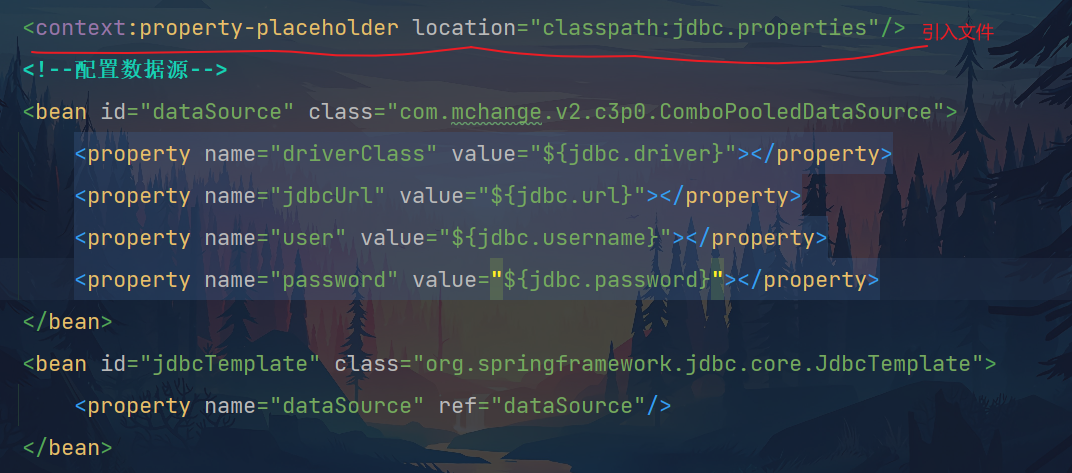 <context:property-placeholder location="classpath:jdbc.properties"/> 引入文件
<!--配置数据源-->
<bean id="dataSource" class="com.mchange.v2.c3p0.ComboPooledDataSource">
<property name="driverClass" value="${jdbc.driver}"></property>
<property name="jdbcUrl" value="${jdbc.url}"></property>
<property name="user" value="${jdbc.username}"></property>
<property name="password" value="${jdbc.password}"></property>
</bean>
<bean id="jdbcTemplate" class="org.springframework.jdbc.core.JdbcTemplate">
<property name="dataSource" ref="dataSource"/>
</bean>